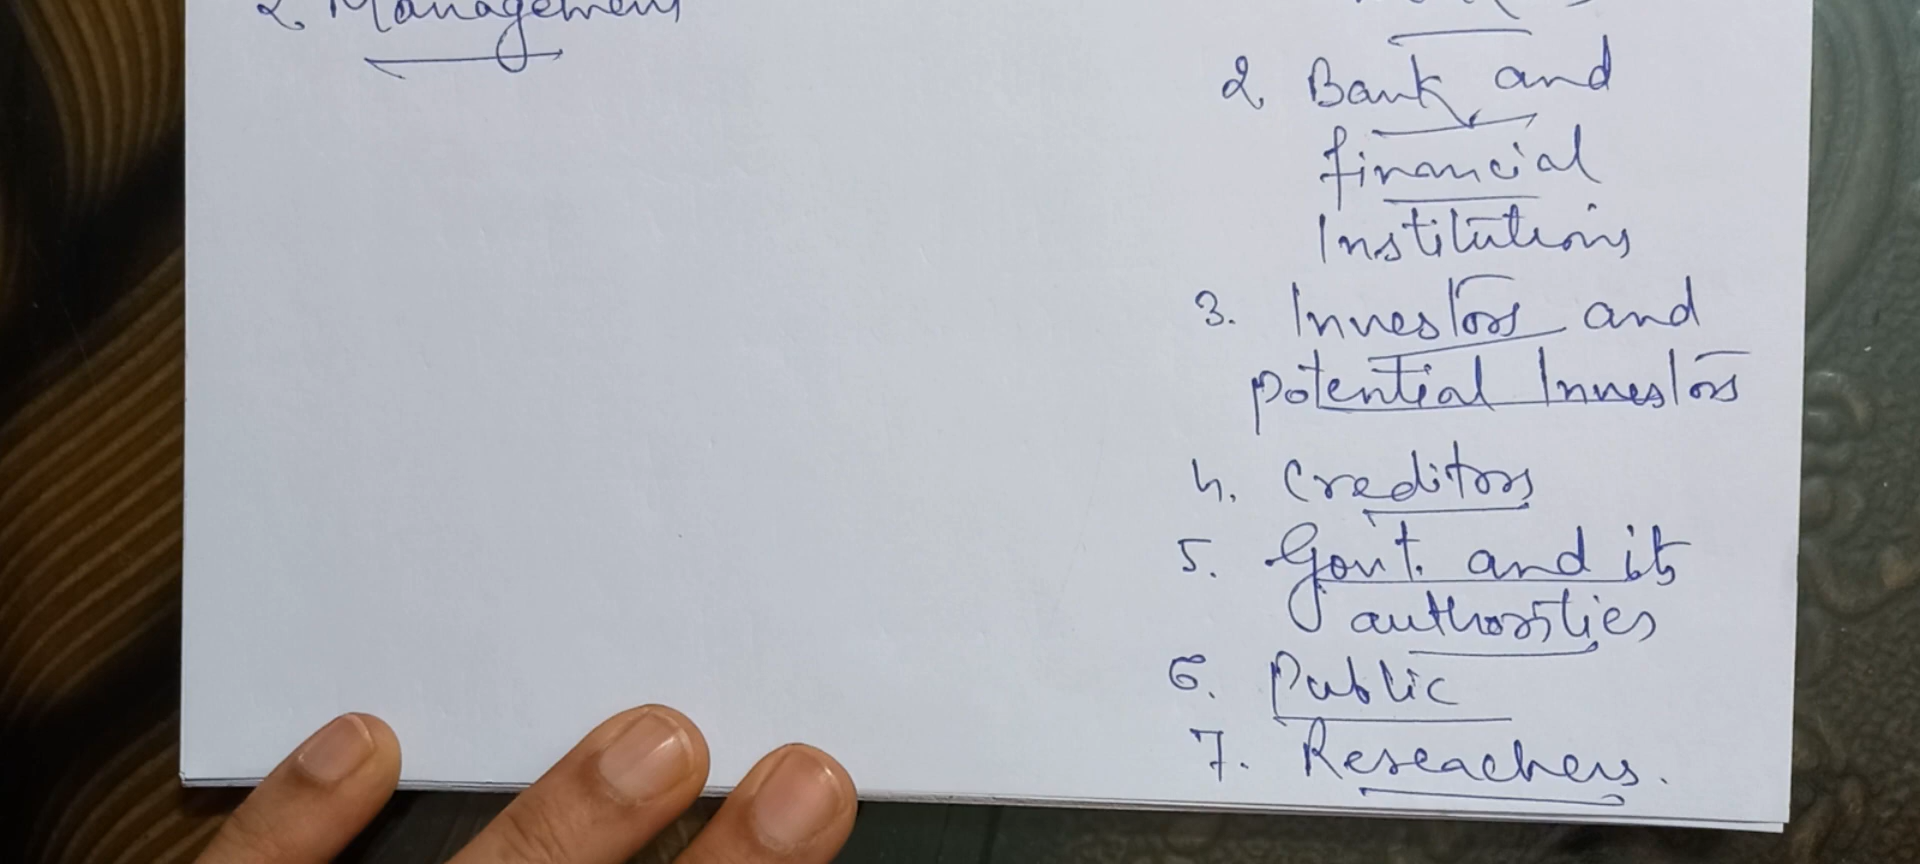 2. Management
2. Bank and
financial
Institutions
3. Investors and
potential Investors
4. Creditors
5. Govt. and its
authorities
6. Public
7. Reseachers.